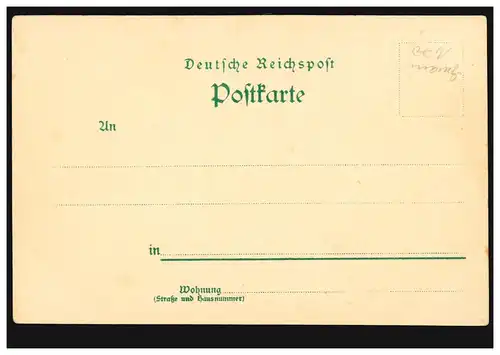 Deutsche Reichspost
Postkarte
An
in
Wohnung
(Straße und Hausnummer)